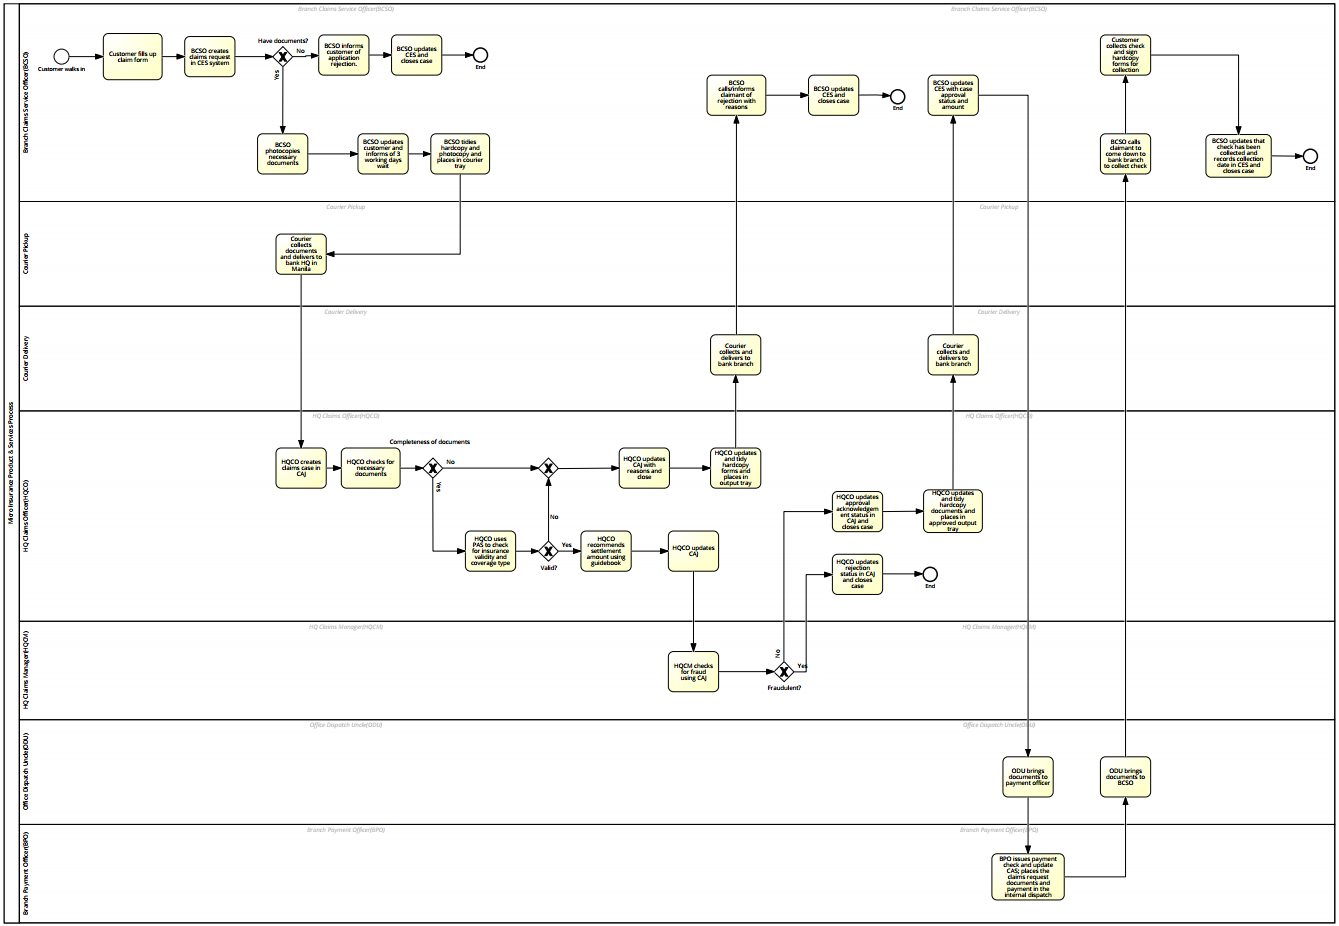 Branch Claims Service Officer(BCSO)
Branch Claims Service Officer(BCSO)
Micro Insurance Product & Services Process
Branch Claims Service Officer(BCSO)
Customer walks in
Customer fills up
claim form
BCSO creates
claims request
in CES system
Have documents?
No
Yes
BCSO informs
customer of
application
rejection.
BCSO updates
CES and
closes case
End
BCSO
photocopies
necessary
documents
BCSO updates
customer and
informs of 3
working days
wait
BCSO tidies
hardcopy and
photocopy and
places in courier
tray
BCSO
calls/informs
claimant of
rejection with
reasons
BCSO updates
CES and
closes case
End
BCSO updates
CES with case
approval
status and
amount
Customer
collects check
and sign
hardcopy
forms for
collection
BCSO calls
claimant to
come down to
bank branch
to collect check
BCSO updates that
check has been
collected and
records collection
date in CES and
closes case
End
Courier Pickup
Courier Pickup
Courier Pickup
Courier
collects
documents
and delivers to
bank HQ in
Manila
Courier Delivery
Courier Delivery
Courier Delivery
Courier
collects and
delivers to
bank branch
Courier
collects and
delivers to
bank branch
HQ Claims Officer(HQCO)
HQ Claims Officer(HQCO)
HQ Claims Officer(HQCO)
HQCO creates
claims case in
CAJ
HQCO checks for
necessary
documents
Completeness of documents
No
Yes
HQCO uses
PAS to check
for insurance
validity and
coverage type
Valid?
No
Yes
HQCO
recommends
settlement
amount using
guidebook
HQCO updates
CAJ
HQCO updates
CAJ with
reasons and
close
HQCO updates
and tidy
hardcopy
forms and
places in
output tray
HQCO updates
approval
acknowledgem
ent status in
CAJ and
closes case
HQCO updates
and tidy
hardcopy
documents and
places in
approved output
tray
HQCO updates
rejection
status in CAJ
and closes
case
End
HQ Claims Manager(HQCM)
HQ Claims Manager(HQCM)
HQ Claims Manager(HQCM)
HQCM checks
for fraud
using CAJ
No
Yes
Fraudulent?
Office Dispatch Uncle(ODU)
Office Dispatch Uncle(ODU)
Office Dispatch Uncle(ODU)
ODU brings
documents to
payment officer
ODU brings
documents to
BCSO
Branch Payment Officer(BPO)
Branch Payment Officer(BPO)
Branch Payment Officer(BPO)
BPO issues payment
check and update
CAS; places the
claims request
documents and
payment in the
internal dispatch